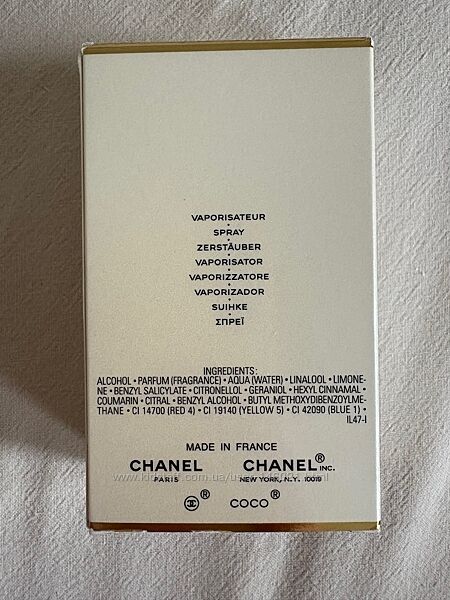 VAPORISATEUR
•
SPRAY
•
ZERSTÄUBER
•
VAPORISATOR
•
VAPORIZZATORE
•
VAPORIZADOR
•
SUIHKE
•
ΣΠΡΕΪ
INGREDIENTS:
ALCOHOL • PARFUM (FRAGRANCE) • AQUA (WATER) • LINALOOL • LIMONE-
NE • BENZYL SALICYLATE • CITRONELLOL • GERANIOL • HEXYL CINNAMAL •
COUMARIN • CITRAL • BENZYL ALCOHOL • BUTYL METHOXYDIBENZOYLME-
THANE • CI 14700 (RED 4) • CI 19140 (YELLOW 5) • CI 42090 (BLUE 1) •
IL47-I
MADE IN FRANCE
CHANEL CHANEL® INC.
PARIS NEW YORK, N.Y. 10019
® COCO®